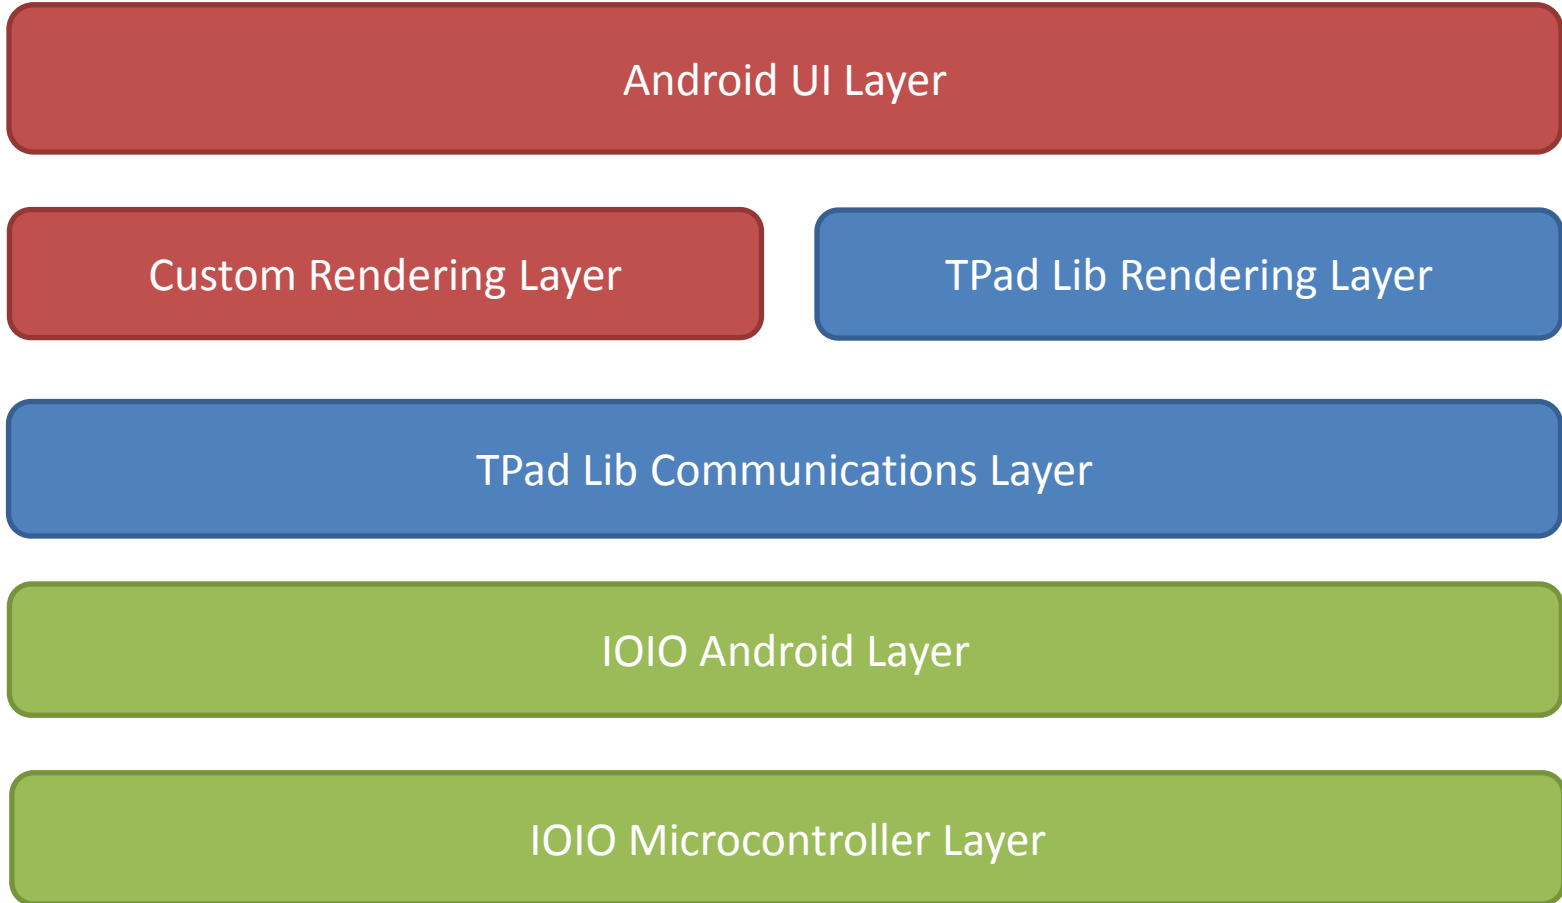 Android UI Layer
Custom Rendering Layer
TPad Lib Rendering Layer
TPad Lib Communications Layer
IOIO Android Layer
IOIO Microcontroller Layer